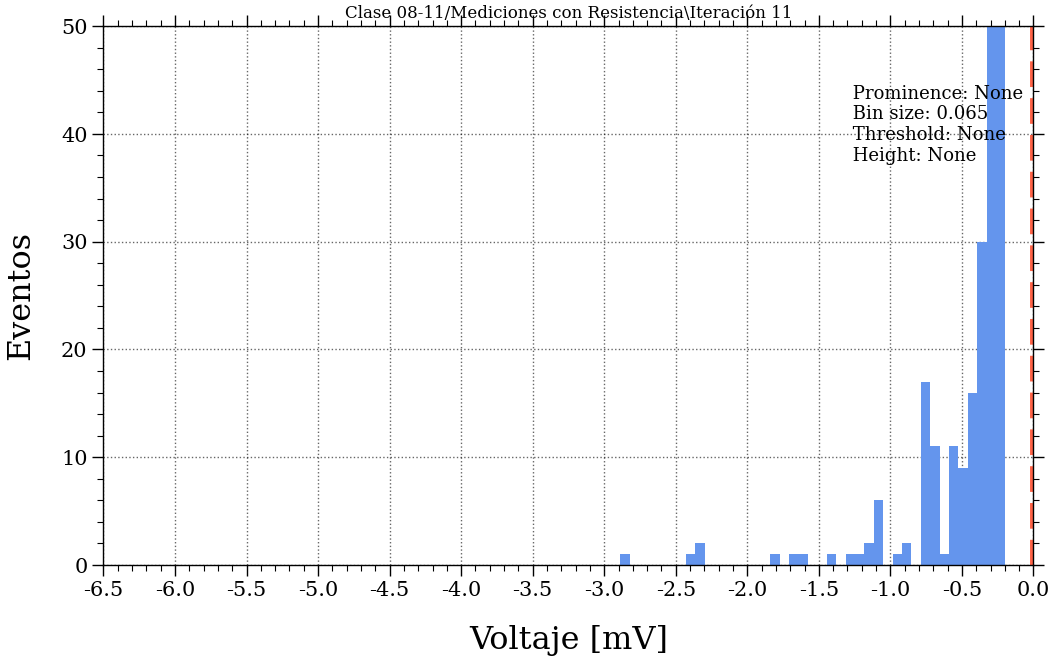 Clase 08-11/Mediciones con Resistencia\Iteración 11
50
40
30
20
10
0
Eventos
Prominence: None
Bin size: 0.065
Threshold: None
Height: None
-6.5 -6.0 -5.5 -5.0 -4.5 -4.0 -3.5 -3.0 -2.5 -2.0 -1.5 -1.0 -0.5 0.0
Voltaje [mV]